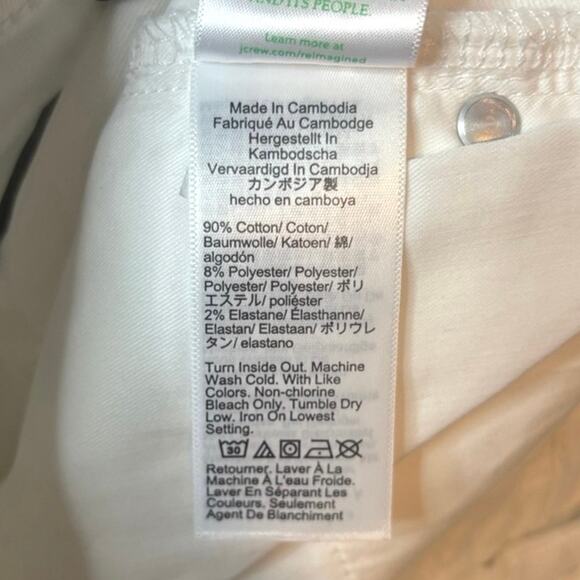 AND ITS PEOPLE.
Learn more at
jcrew.com/reimagined
Made In Cambodia
Fabriqué Au Cambodge
Hergestellt In
Kambodscha
Vervaardigd In Cambodja
カンボジア製
hecho en camboya
90% Cotton/ Coton/
Baumwolle/ Katoen/ 綿/
algodón
8% Polyester/ Polyester/
Polyester/ Polyester/ ポリ
エステル/ poliéster
2% Elastane/ Élasthanne/
Elastan/ Elastaan/ ポリウレ
タン/ elastano
Turn Inside Out. Machine
Wash Cold. With Like
Colors. Non-chlorine
Bleach Only. Tumble Dry
Low. Iron On Lowest
Setting.
30
Retourner. Laver À La
Machine À L'eau Froide.
Laver En Séparant Les
Couleurs. Seulement
Agent De Blanchiment